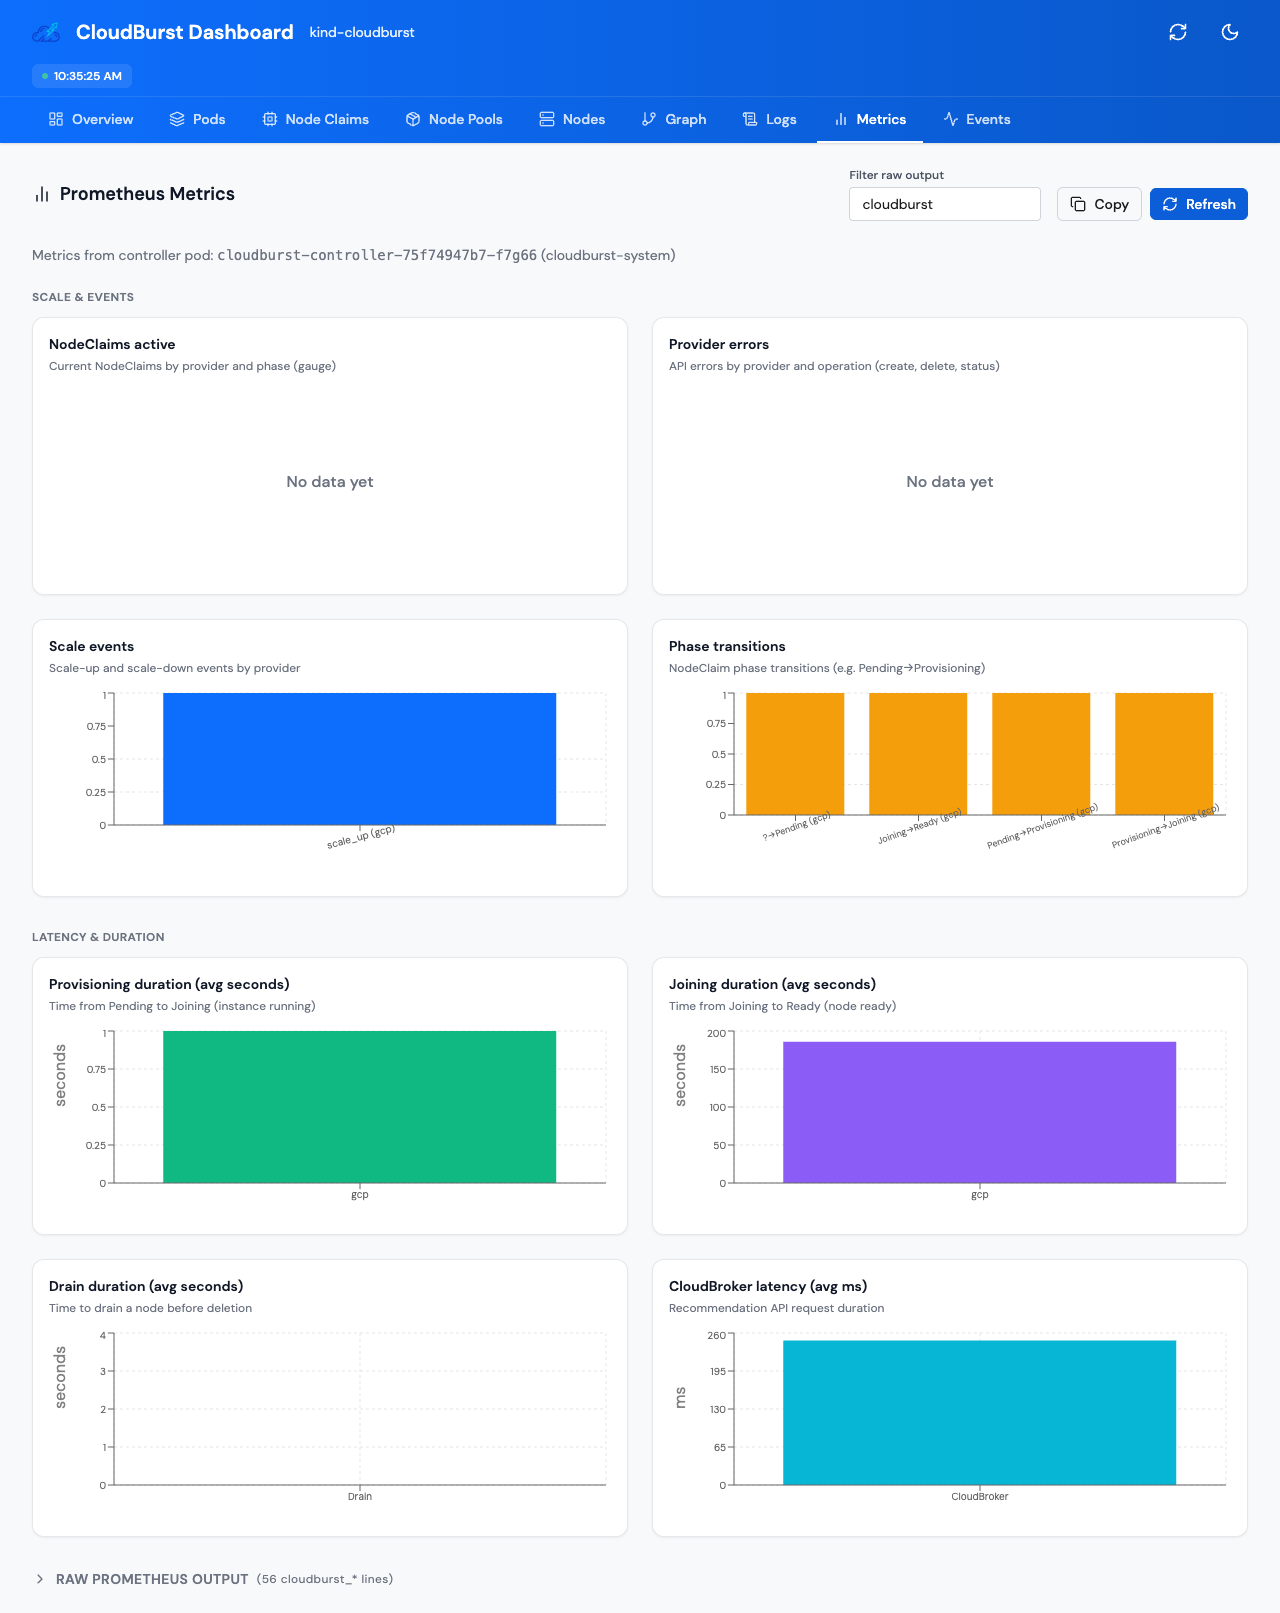 CloudBurst Dashboard kind-cloudburst
10:35:25 AM
Overview Pods Node Claims Node Pools Nodes Graph Logs Metrics Events
Prometheus Metrics
Filter raw output
cloudburst
Copy
Refresh
Metrics from controller pod: cloudburst-controller-75f74947b7-f7g66 (cloudburst-system)
SCALE & EVENTS
NodeClaims active
Current NodeClaims by provider and phase (gauge)
No data yet
Provider errors
API errors by provider and operation (create, delete, status)
No data yet
Scale events
Scale-up and scale-down events by provider
1
0.75
0.5
0.25
0
scale_up (gcp)
Phase transitions
NodeClaim phase transitions (e.g. Pending→Provisioning)
1
0.75
0.5
0.25
0
?→Pending (gcp)
Joining→Ready (gcp)
Pending→Provisioning (gcp)
Provisioning→Joining (gcp)
LATENCY & DURATION
Provisioning duration (avg seconds)
Time from Pending to Joining (instance running)
seconds
1
0.75
0.5
0.25
0
gcp
Joining duration (avg seconds)
Time from Joining to Ready (node ready)
seconds
200
150
100
50
0
gcp
Drain duration (avg seconds)
Time to drain a node before deletion
seconds
4
3
2
1
0
Drain
CloudBroker latency (avg ms)
Recommendation API request duration
ms
260
195
130
65
0
CloudBroker
RAW PROMETHEUS OUTPUT (56 cloudburst_* lines)